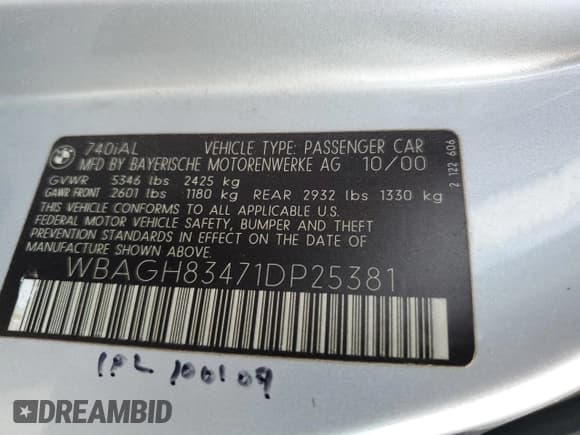 BMW
740iAL VEHICLE TYPE: PASSENGER CAR
MFD BY BAYERISCHE MOTORENWERKE AG 10/00
GVWR 5346 lbs 2425 kg
GAWR FRONT 2601 lbs 1180 kg REAR 2932 lbs 1330 kg
THIS VEHICLE CONFORMS TO ALL APPLICABLE U.S.
FEDERAL MOTOR VEHICLE SAFETY, BUMPER AND THEFT
PREVENTION STANDARDS IN EFFECT ON THE DATE OF
MANUFACTURE SHOWN ABOVE.
WBAGH83471DP25381
2 122 606
100109
DREAMBID